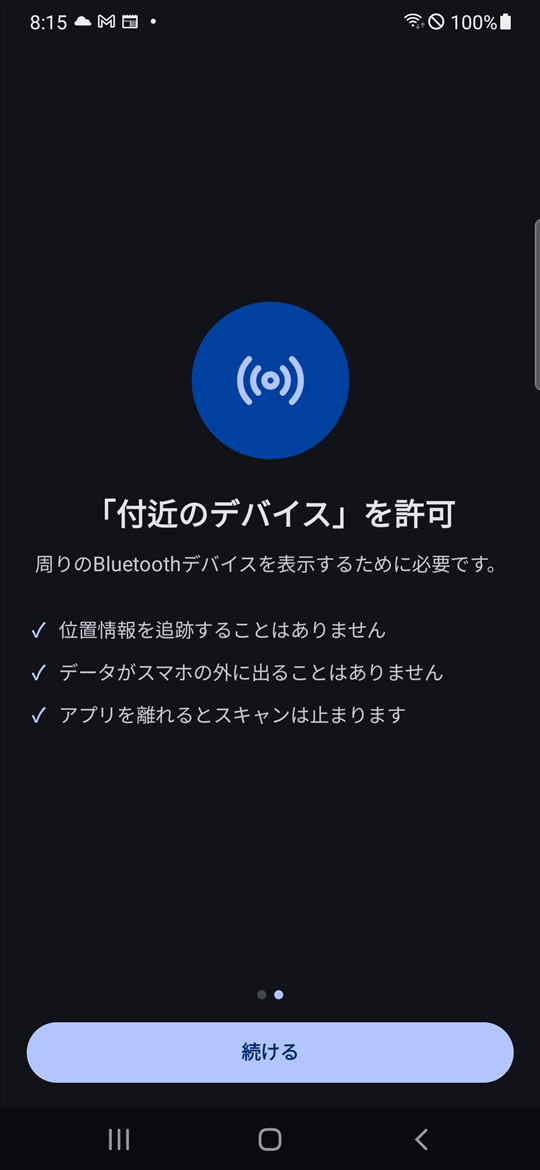 8:15
100%
「付近のデバイス」を許可
周りのBluetoothデバイスを表示するために必要です。
✓ 位置情報を追跡することはありません
✓ データがスマホの外に出ることはありません
✓ アプリを離れるとスキャンは止まります
続ける